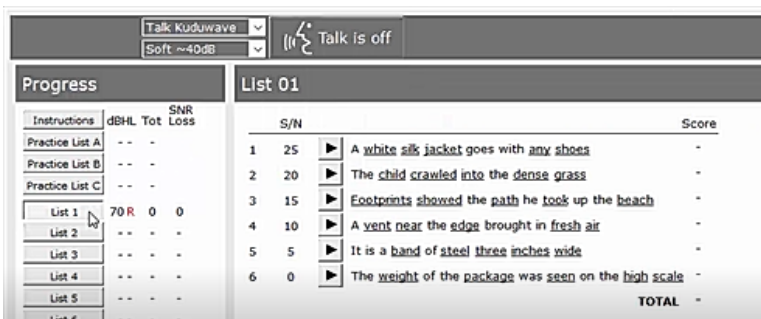 Talk Kuduwave
Soft ~40dB
Talk is off
Progress
List 01
Instructions dBHL Tot SNR Loss
Practice List A -- -
Practice List B -- -
Practice List C -- -
List 1 70 R 0 0
List 2 -- - -
List 3 -- - -
List 4 -- - -
List 5 -- - -
List 6
S/N Score
1 25 A white silk jacket goes with any shoes -
2 20 The child crawled into the dense grass -
3 15 Footprints showed the path he took up the beach -
4 10 A vent near the edge brought in fresh air -
5 5 It is a band of steel three inches wide -
6 0 The weight of the package was seen on the high scale -
TOTAL -